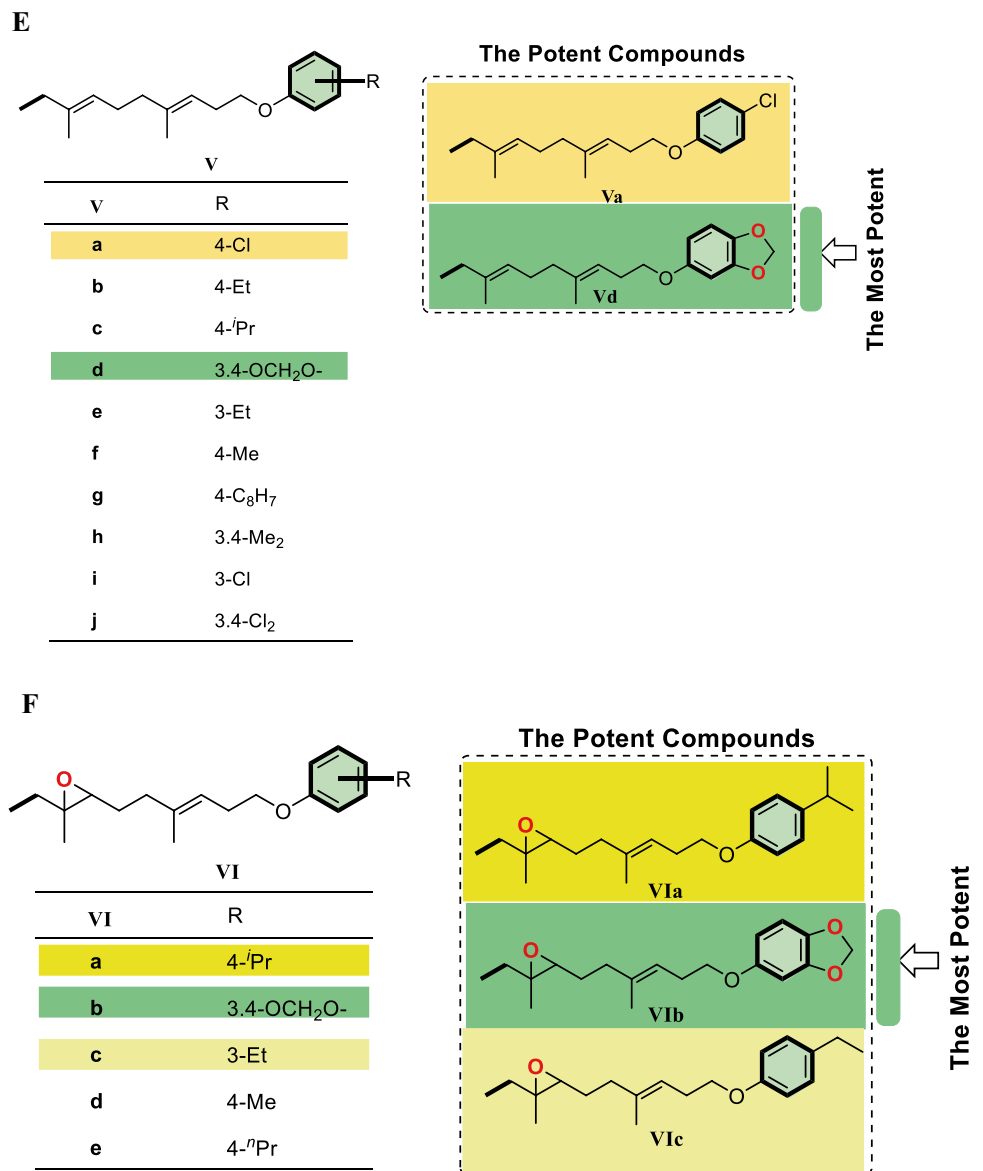 E
The Potent Compounds
R
O
V
V R
a 4-Cl
b 4-Et
c 4-iPr
d 3.4-OCH2O-
e 3-Et
f 4-Me
g 4-C8H7
h 3.4-Me2
i 3-Cl
j 3.4-Cl2
Cl
O
Va
O
O
O
Vd
The Most Potent
F
The Potent Compounds
O
O
R
VI
VI R
a 4-iPr
b 3.4-OCH2O-
c 3-Et
d 4-Me
e 4-nPr
O
O
VIa
O
O
O
O
VIb
O
O
VIc
The Most Potent